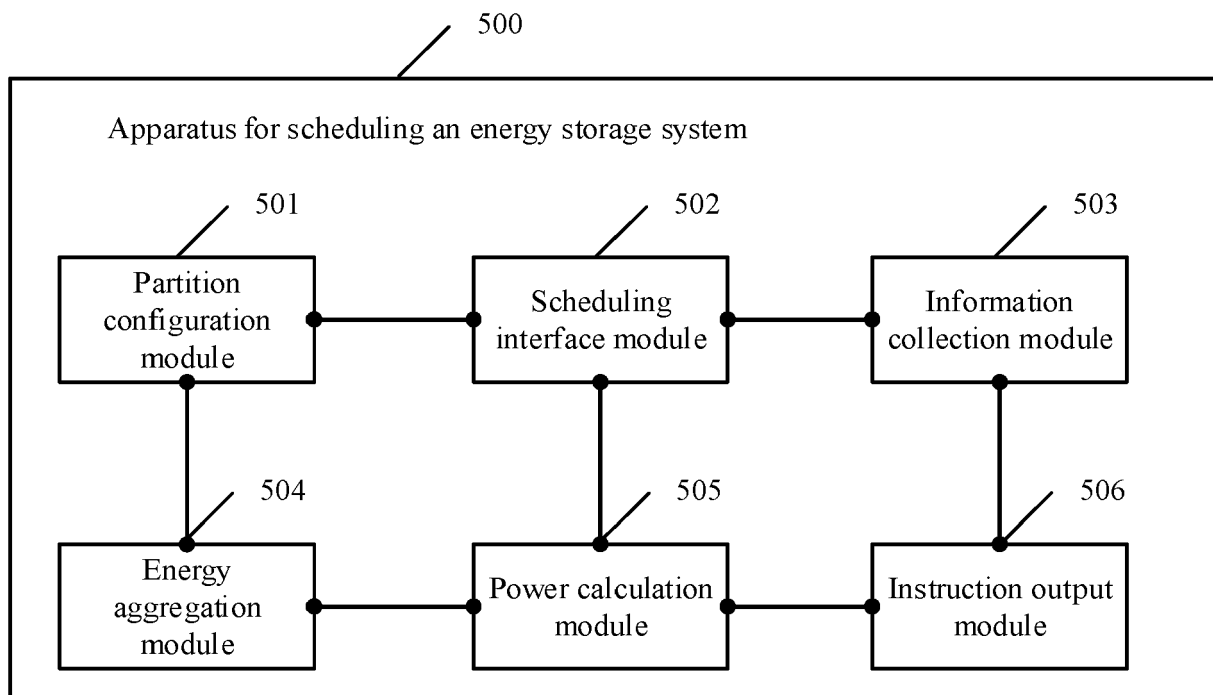 500
Apparatus for scheduling an energy storage system
501
502
503
Partition
configuration
module
Scheduling
interface module
Information
collection module
504
505
506
Energy
aggregation
module
Power calculation
module
Instruction output
module